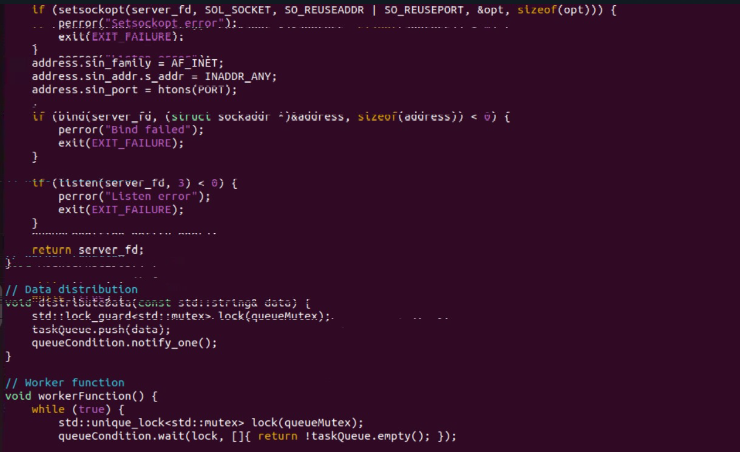 if (setsockopt(server_fd, SOL_SOCKET, SO_REUSEADDR | SO_REUSEPORT, &opt, sizeof(opt))) {
perror("Setsockopt error");
exit(EXIT_FAILURE);
}
address.sin_family = AF_INET;
address.sin_addr.s_addr = INADDR_ANY;
address.sin_port = htons(PORT);
if (bind(server_fd, (struct sockaddr *)&address, sizeof(address)) < 0) {
perror("Bind failed");
exit(EXIT_FAILURE);
}
if (listen(server_fd, 3) < 0) {
perror("Listen error");
exit(EXIT_FAILURE);
}
return server_fd;
}
// Data distribution
void distributeData(const std::string& data) {
std::lock_guard<std::mutex> lock(queueMutex);
taskQueue.push(data);
queueCondition.notify_one();
}
// Worker function
void workerFunction() {
while (true) {
std::unique_lock<std::mutex> lock(queueMutex);
queueCondition.wait(lock, []{ return !taskQueue.empty(); });